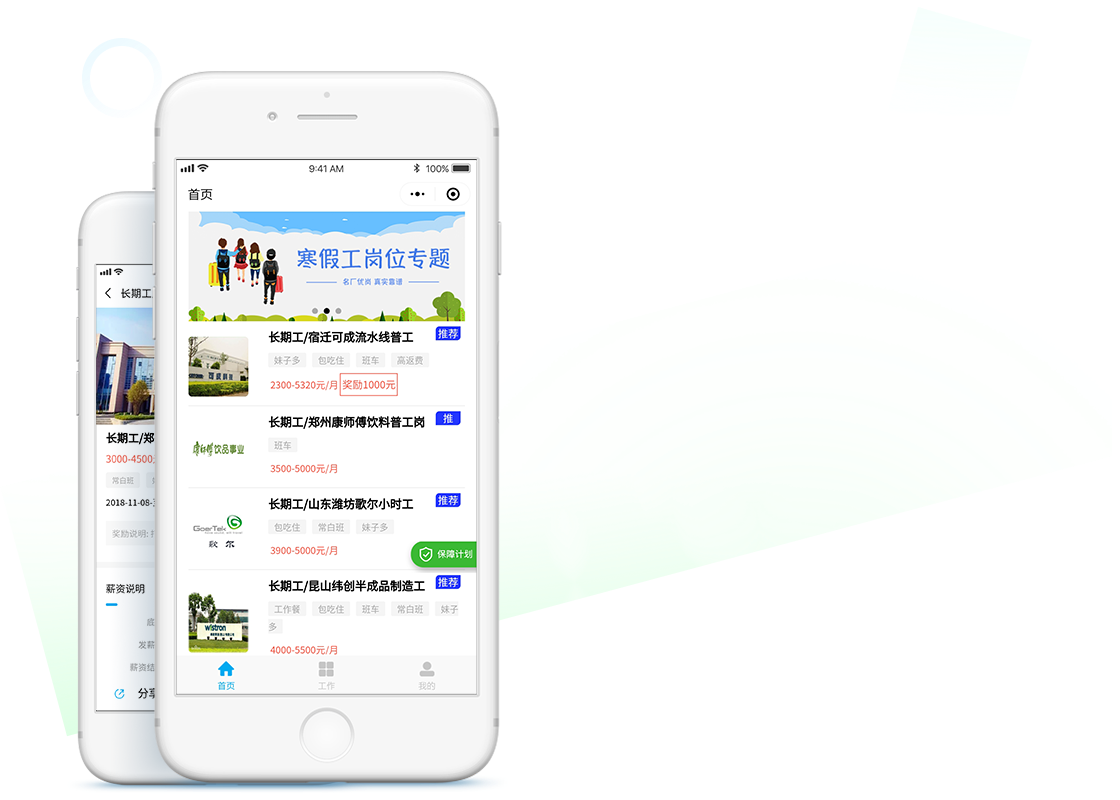 9:41 AM
100%
首页
寒假工岗位专题
名厂优岗 真实靠谱
长期工/宿迁可成流水线普工
推荐
妹子多
包吃住
班车
高返费
2300-5320元/月
奖励1000元
长期工/郑州康师傅饮料普工岗
推
班车
康师傅饮品事业
3500-5000元/月
长期工/山东潍坊歌尔小时工
推荐
GoerTek
歌 尔
包吃住
常白班
妹子多
3900-5000元/月
保障计划
长期工/昆山纬创半成品制造工
推荐
wistron
工作餐
包吃住
班车
常白班
妹子
多
4000-5500元/月
首页
工作
我的
长期工
长期工/郑
3000-4500
常白班
2018-11-08-
奖励说明:
薪资说明
底
发薪
薪资结
分享